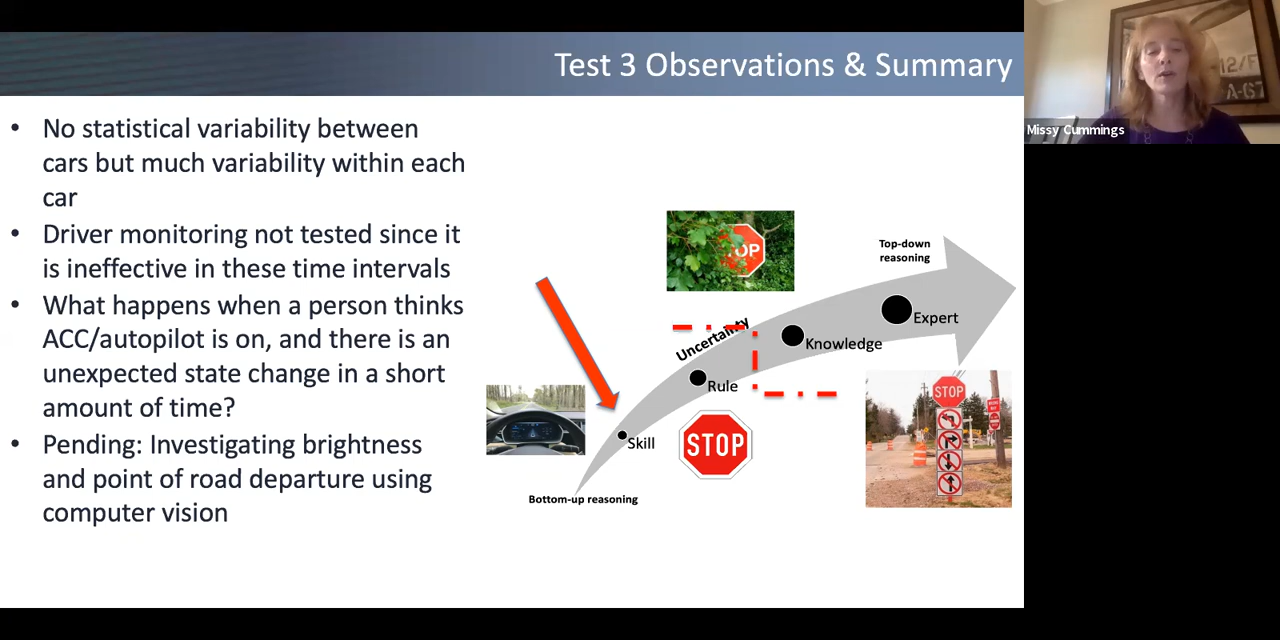 Test 3 Observations & Summary
• No statistical variability between
cars but much variability within each
car
• Driver monitoring not tested since it
is ineffective in these time intervals
• What happens when a person thinks
ACC/autopilot is on, and there is an
unexpected state change in a short
amount of time?
• Pending: Investigating brightness
and point of road departure using
computer vision
TOP
Top-down
reasoning
Uncertainty
Expert
Knowledge
Rule
Skill
STOP
STOP
Bottom-up reasoning
12/F
A-67
Missy Cummings